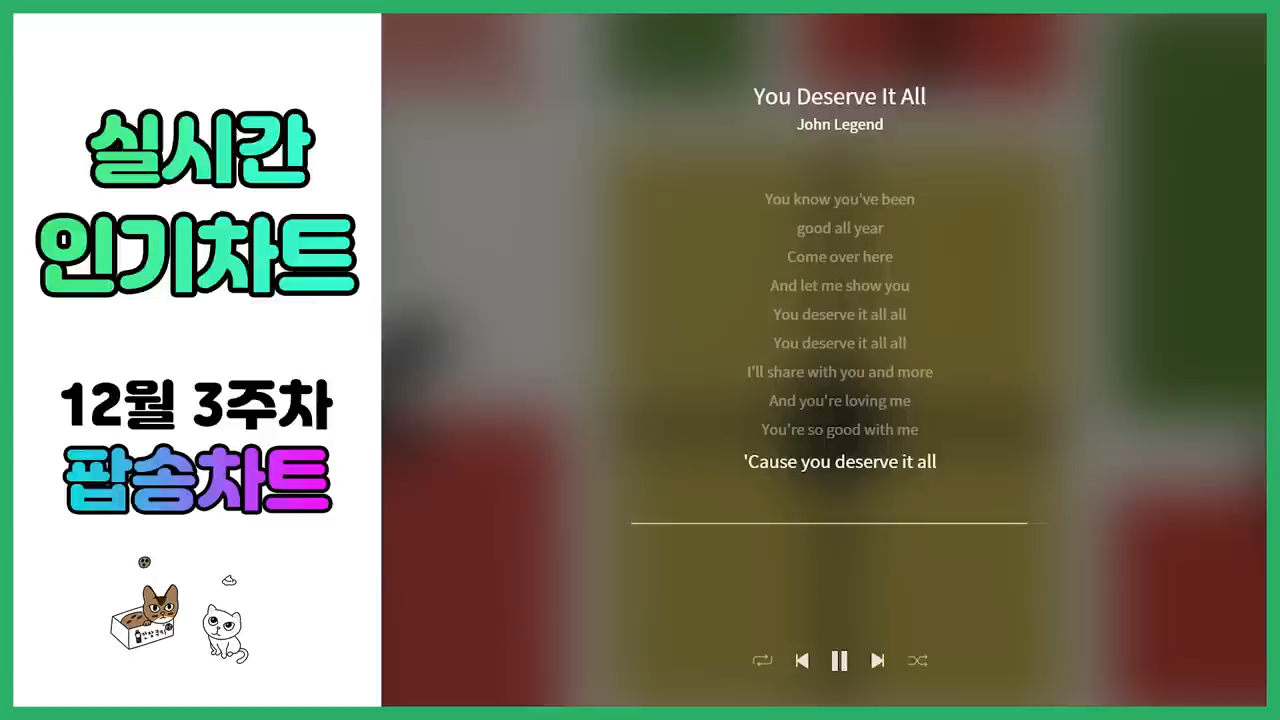 실시간
인기차트
12월 3주차
팝송차트
You Deserve It All
John Legend
You know you've been
good all year
Come over here
And let me show you
You deserve it all all
You deserve it all all
I'll share with you and more
And you're loving me
You're so good with me
'Cause you deserve it all